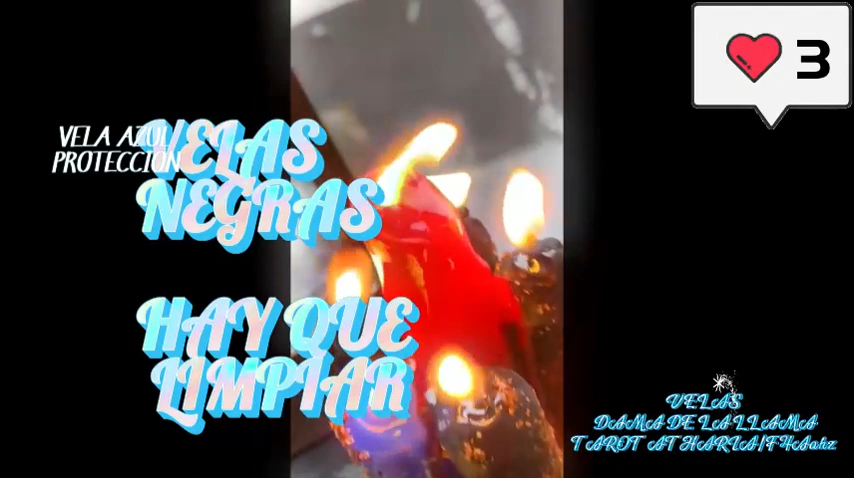 3
VELA AZUL
PROTECCIÓN
VELAS
NEGRAS
HAY QUE
LIMPIAR
VELAS
DAMA DE LA LLAMA